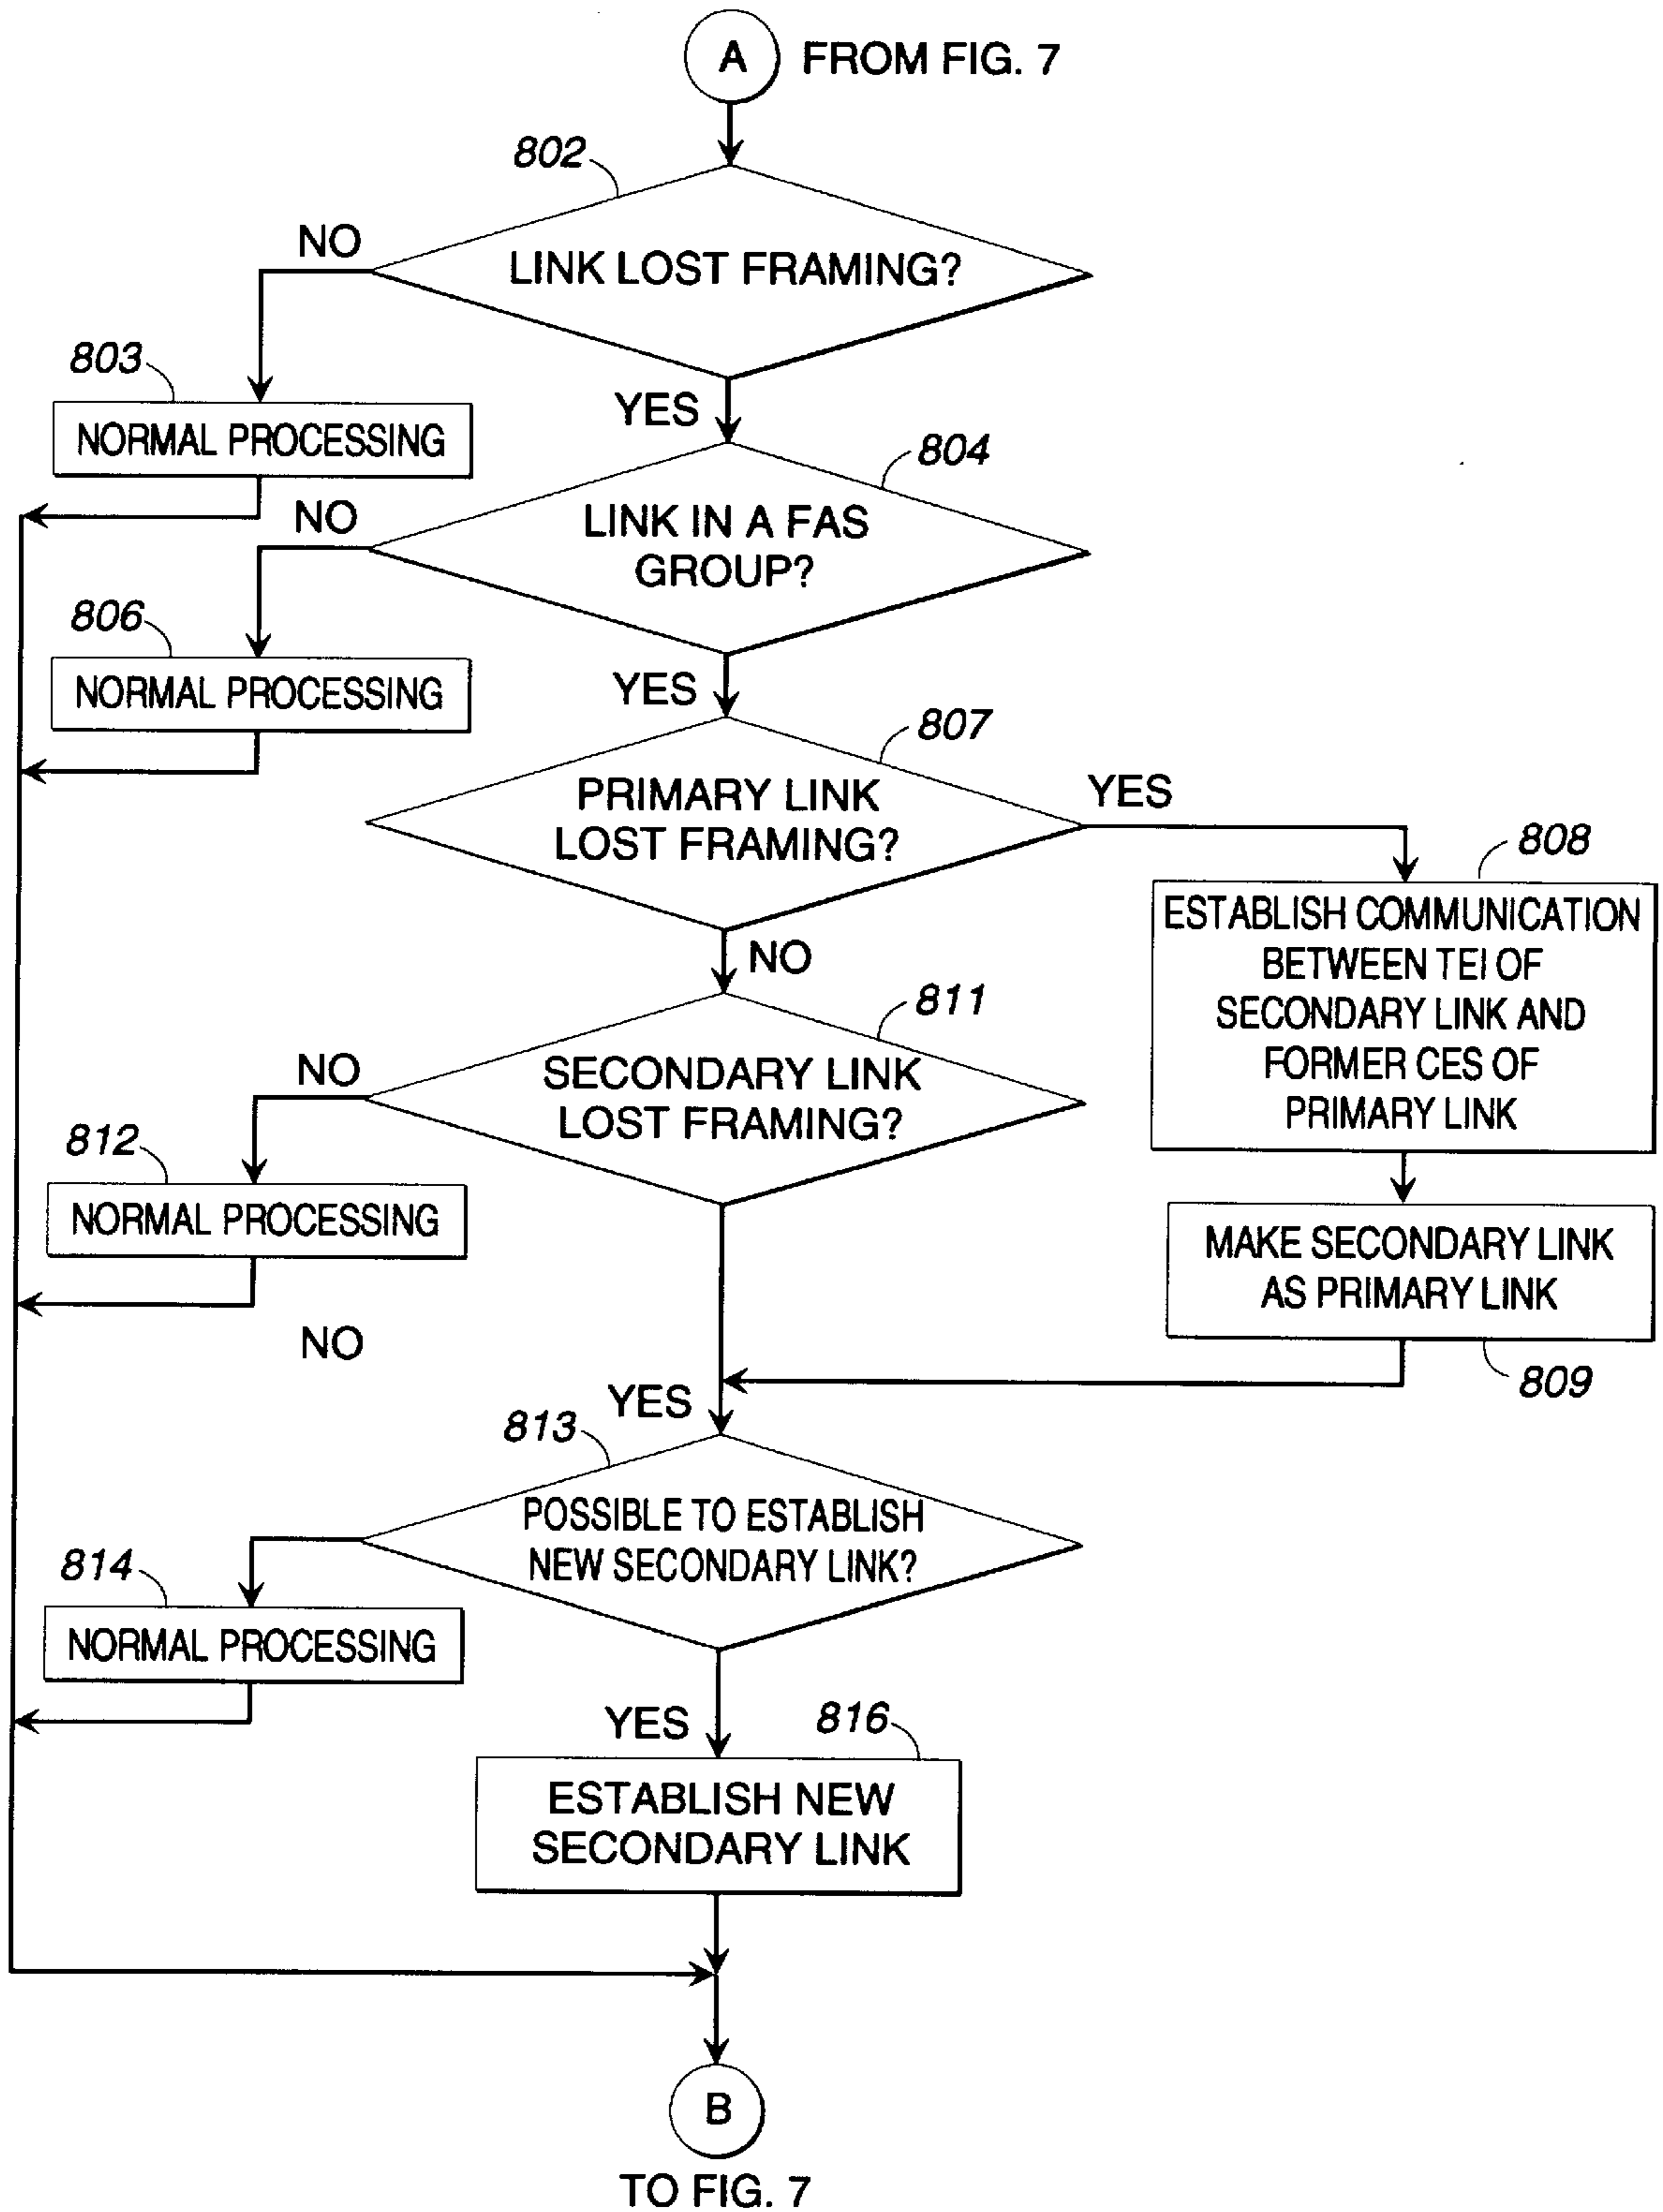 A FROM FIG. 7
802
NO
LINK LOST FRAMING?
803
YES
NORMAL PROCESSING
804
NO
LINK IN A FAS
GROUP?
806
YES
NORMAL PROCESSING
807
PRIMARY LINK
LOST FRAMING?
YES
808
NO
ESTABLISH COMMUNICATION
BETWEEN TEI OF
SECONDARY LINK AND
FORMER CES OF
PRIMARY LINK
811
NO
SECONDARY LINK
LOST FRAMING?
812
NORMAL PROCESSING
MAKE SECONDARY LINK
AS PRIMARY LINK
809
NO
YES
813
POSSIBLE TO ESTABLISH
NEW SECONDARY LINK?
814
NORMAL PROCESSING
YES
816
ESTABLISH NEW
SECONDARY LINK
B
TO FIG. 7